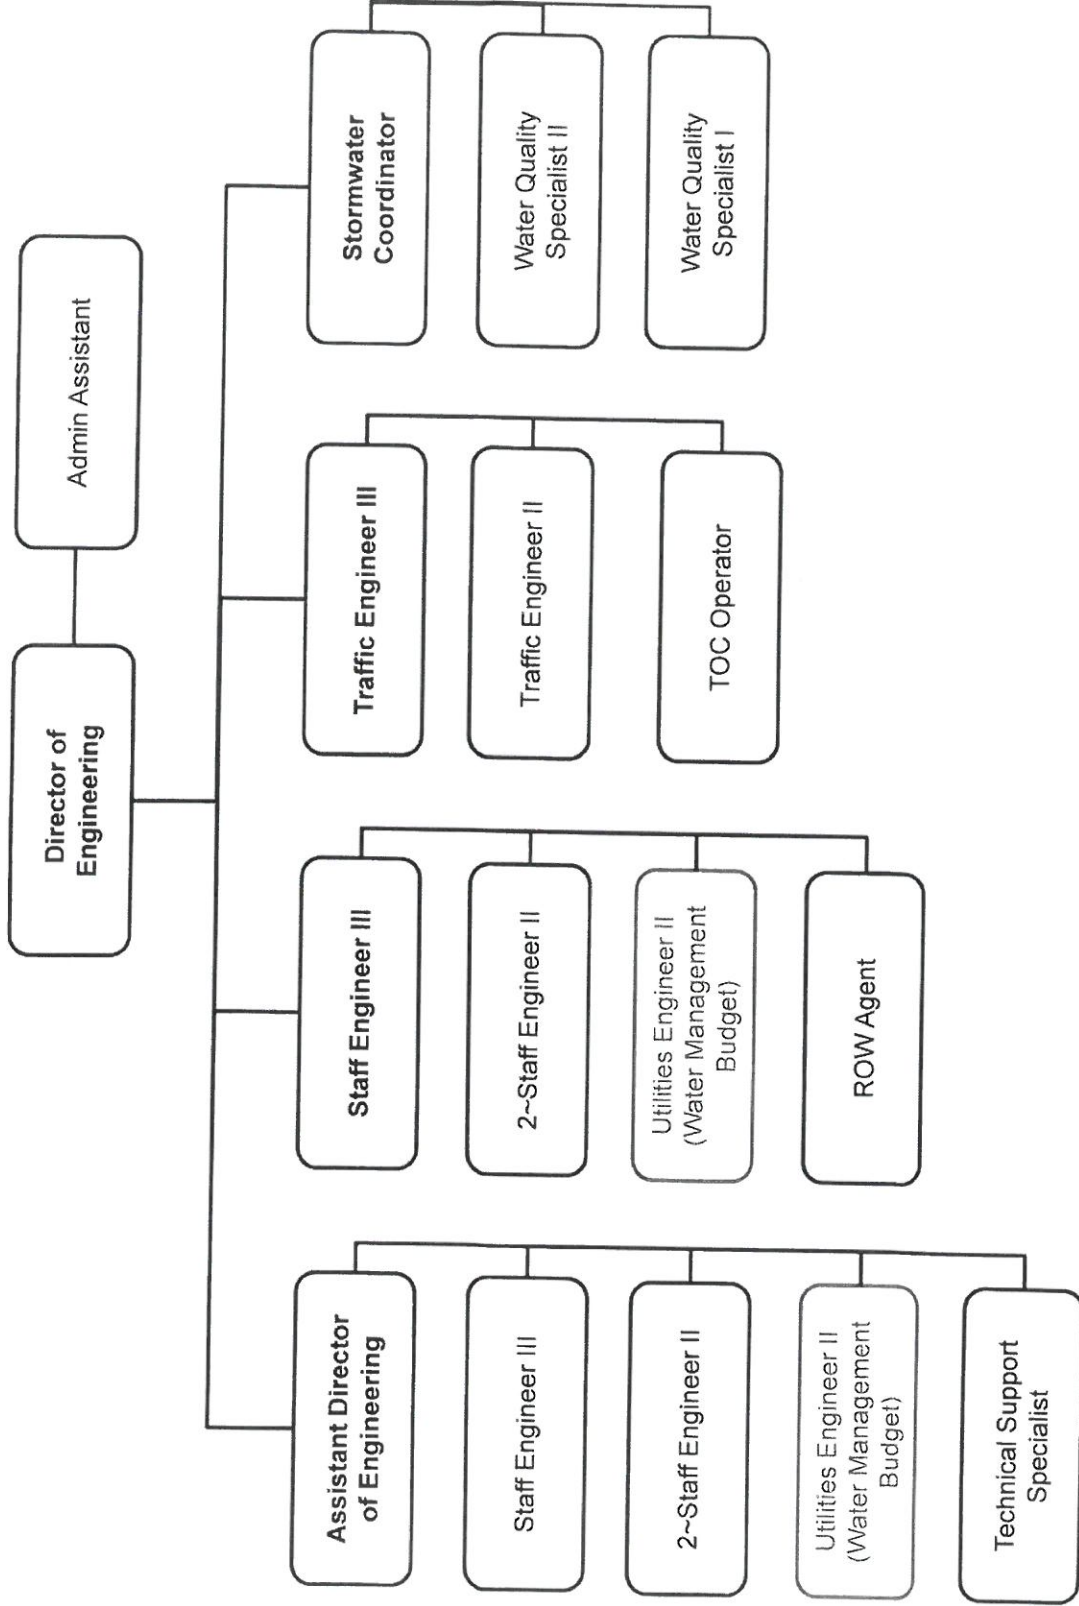 Director of
Engineering
Admin Assistant
Assistant Director
of Engineering
Staff Engineer III
2~Staff Engineer II
Utilities Engineer II
(Water Management
Budget)
Technical Support
Specialist
Staff Engineer III
2~Staff Engineer II
Utilities Engineer II
(Water Management
Budget)
ROW Agent
Traffic Engineer III
Traffic Engineer II
TOC Operator
Stormwater
Coordinator
Water Quality
Specialist II
Water Quality
Specialist I